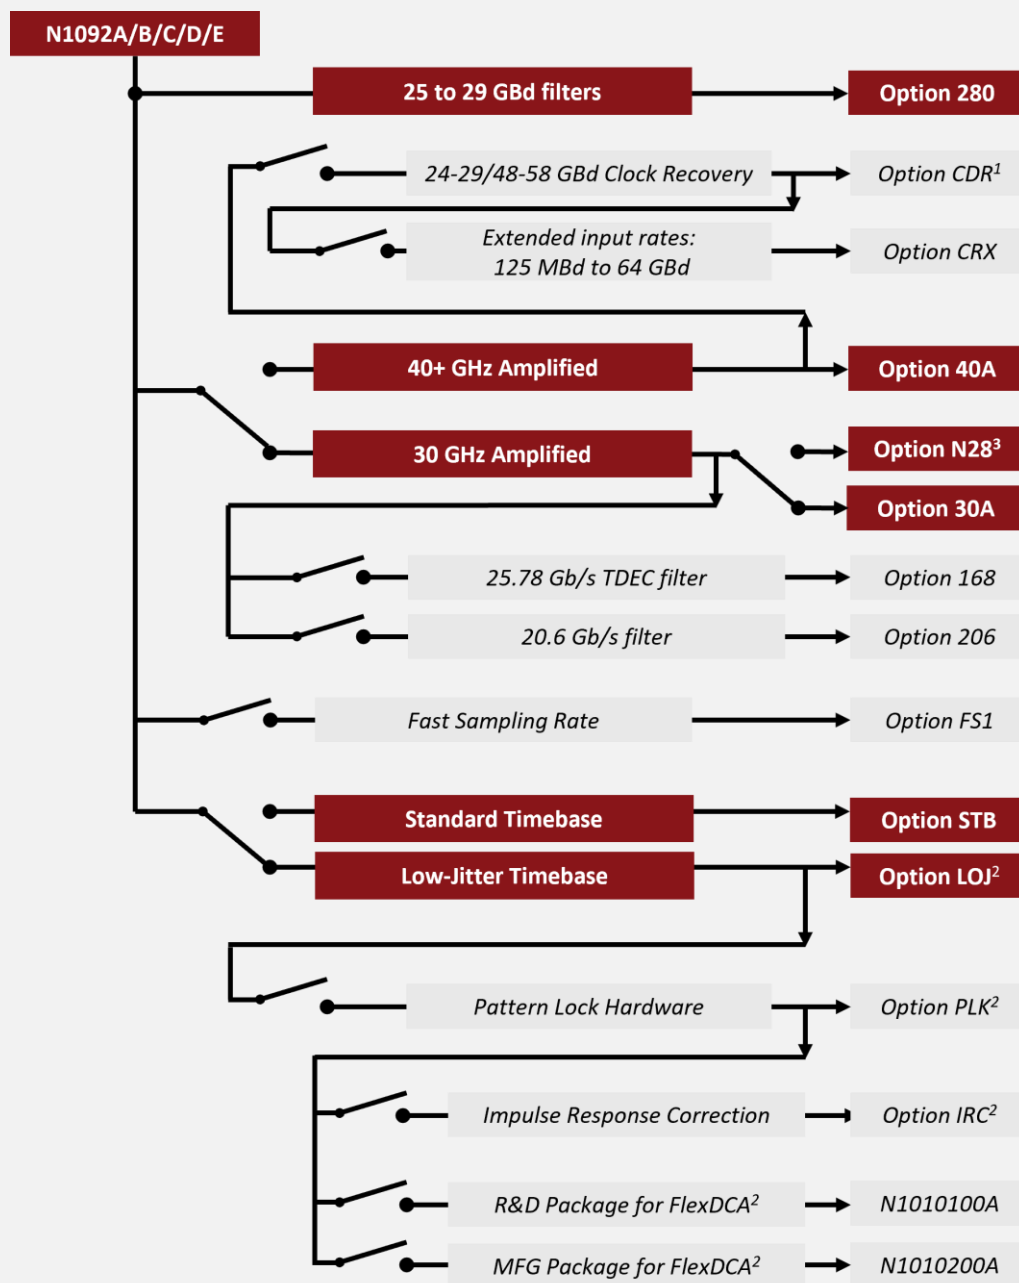 N1092A/B/C/D/E
25 to 29 GBd filters
Option 280
24-29/48-58 GBd Clock Recovery
Option CDR¹
Extended input rates:
125 MBd to 64 GBd
Option CRX
40+ GHz Amplified
Option 40A
30 GHz Amplified
Option N28³
Option 30A
25.78 Gb/s TDEC filter
Option 168
20.6 Gb/s filter
Option 206
Fast Sampling Rate
Option FS1
Standard Timebase
Option STB
Low-Jitter Timebase
Option LOJ²
Pattern Lock Hardware
Option PLK²
Impulse Response Correction
Option IRC²
R&D Package for FlexDCA²
N1010100A
MFG Package for FlexDCA²
N1010200A